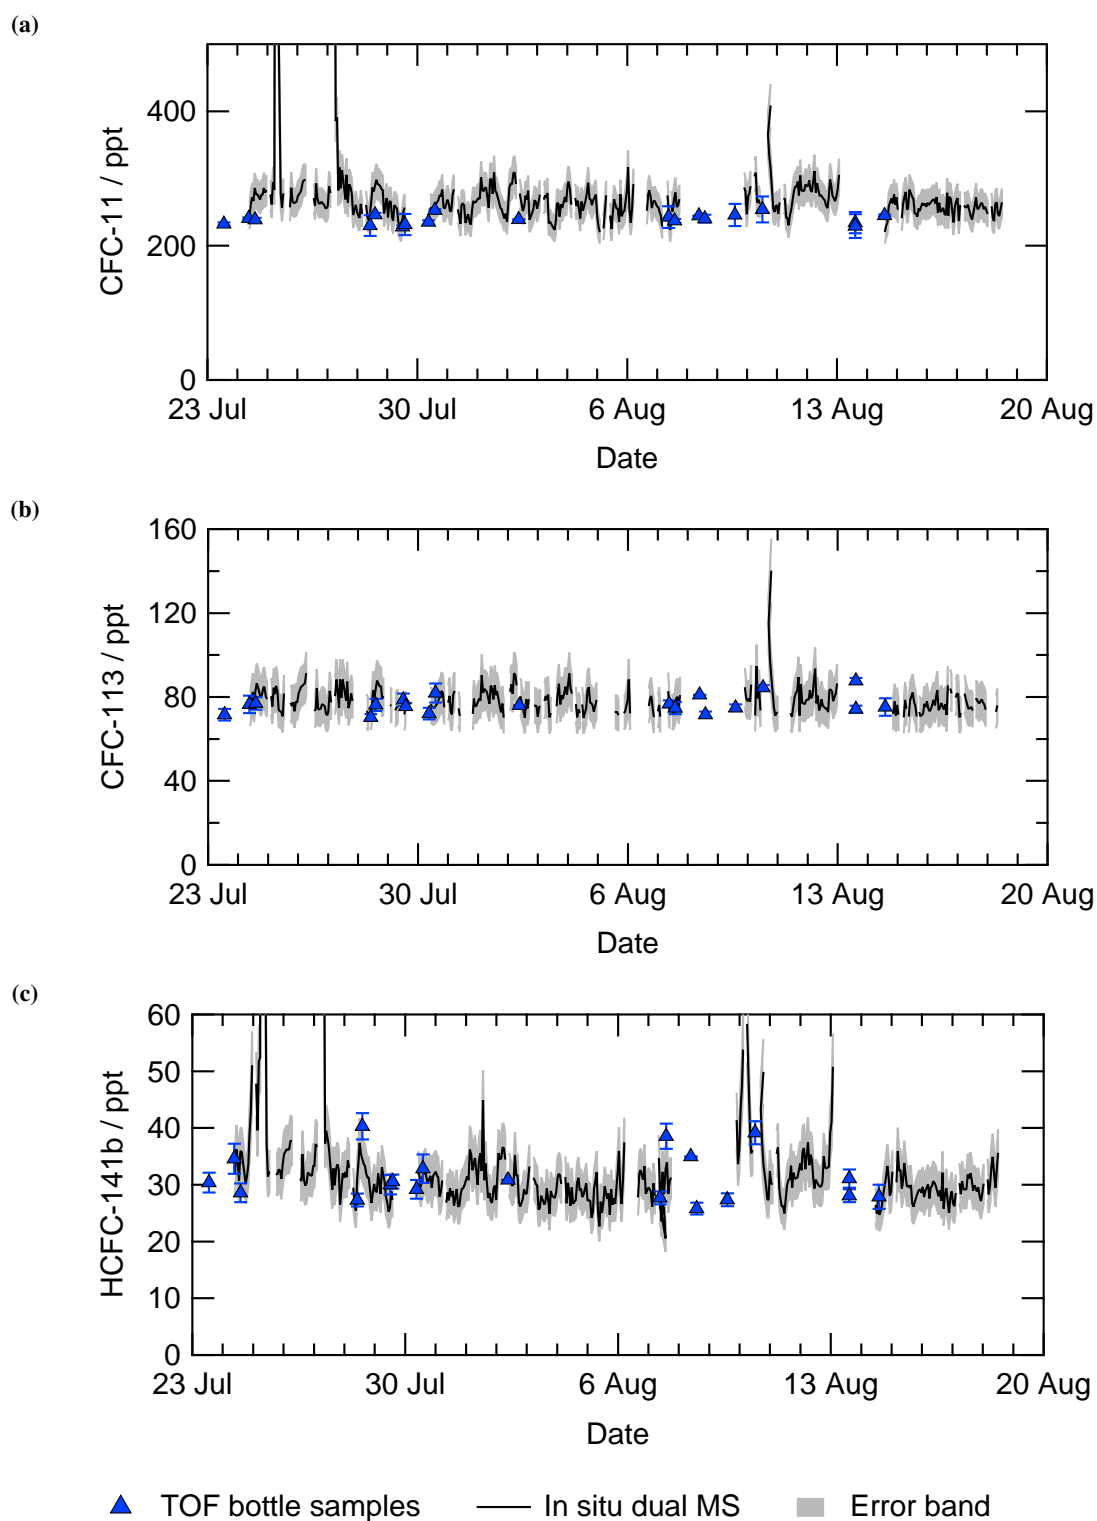 (a)
400
200
0
CFC-11 / ppt
23 Jul 30 Jul 6 Aug 13 Aug 20 Aug
Date
(b)
160
120
80
40
0
CFC-113 / ppt
23 Jul 30 Jul 6 Aug 13 Aug 20 Aug
Date
(c)
60
50
40
30
20
10
0
HCFC-141b / ppt
23 Jul 30 Jul 6 Aug 13 Aug 20 Aug
Date
TOF bottle samples In situ dual MS Error band